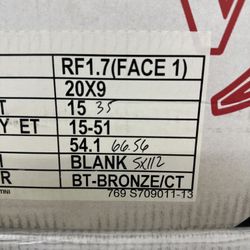 RF1.7(FACE 1)
20X9
T 15 35
Y ET 15-51
54.1 66.56
BLANK 5x112
R BT-BRONZE/CT
TINI 769 S709011-13